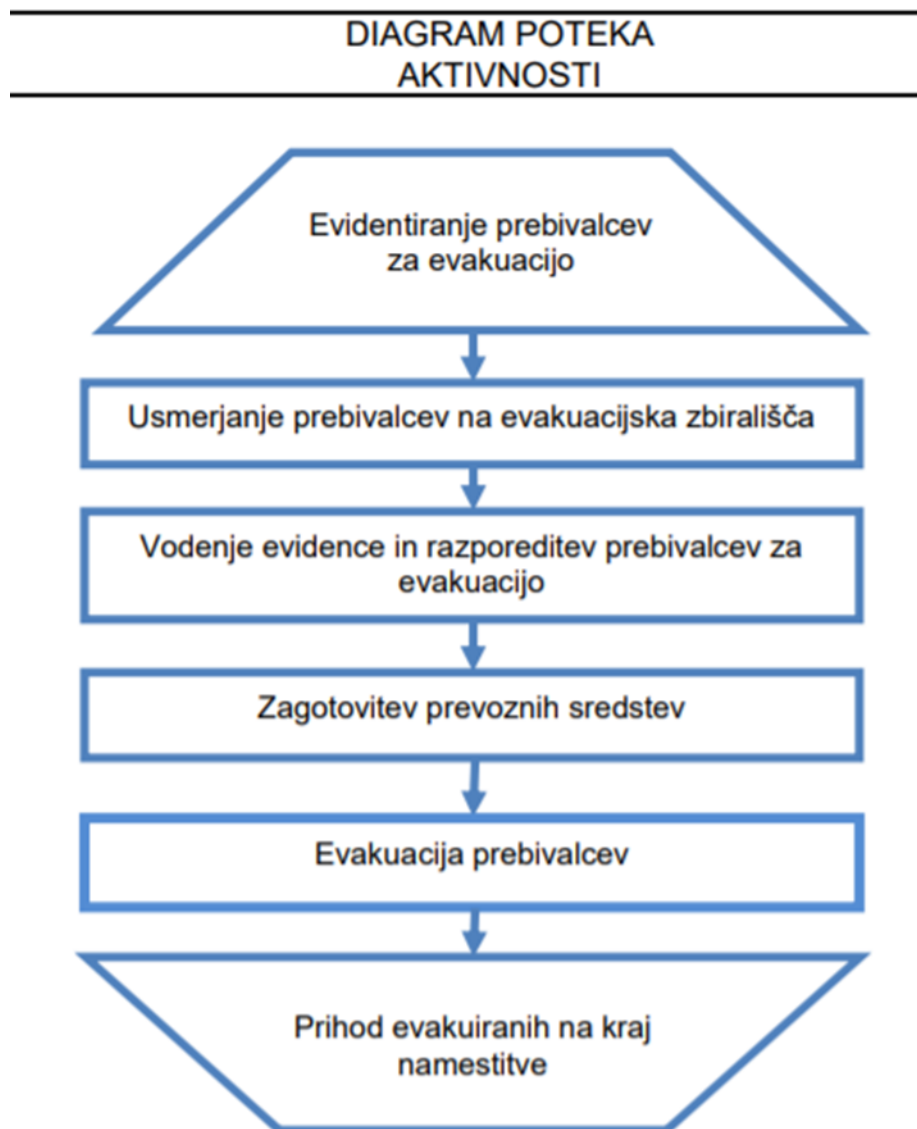 DIAGRAM POTEKA
AKTIVNOSTI
Evidentiranje prebivalcev
za evakuacijo
Usmerjanje prebivalcev na evakuacijska zbirališča
Vodenje evidence in razporeditev prebivalcev za
evakuacijo
Zagotovitev prevoznih sredstev
Evakuacija prebivalcev
Prihod evakuiranih na kraj
namestitve